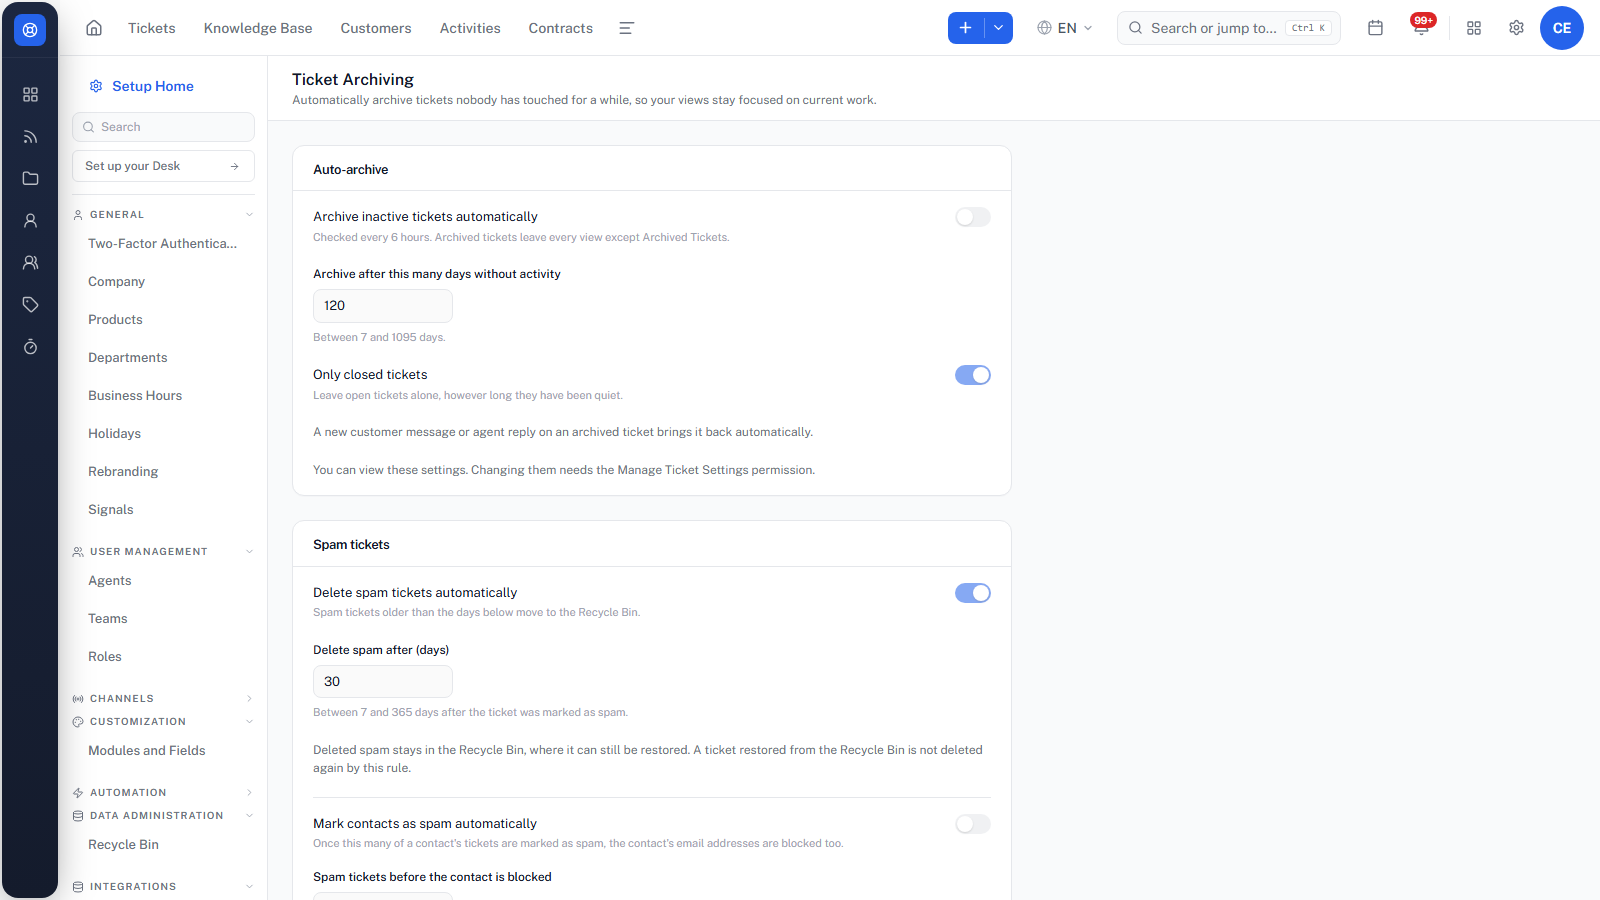 Tickets
Knowledge Base
Customers
Activities
Contracts
EN
Search or jump to...
Ctrl K
99+
CE
Setup Home
Search
Set up your Desk
GENERAL
Two-Factor Authentica...
Company
Products
Departments
Business Hours
Holidays
Rebranding
Signals
USER MANAGEMENT
Agents
Teams
Roles
CHANNELS
CUSTOMIZATION
Modules and Fields
AUTOMATION
DATA ADMINISTRATION
Recycle Bin
INTEGRATIONS
Ticket Archiving
Automatically archive tickets nobody has touched for a while, so your views stay focused on current work.
Auto-archive
Archive inactive tickets automatically
Checked every 6 hours. Archived tickets leave every view except Archived Tickets.
Archive after this many days without activity
120
Between 7 and 1095 days.
Only closed tickets
Leave open tickets alone, however long they have been quiet.
A new customer message or agent reply on an archived ticket brings it back automatically.
You can view these settings. Changing them needs the Manage Ticket Settings permission.
Spam tickets
Delete spam tickets automatically
Spam tickets older than the days below move to the Recycle Bin.
Delete spam after (days)
30
Between 7 and 365 days after the ticket was marked as spam.
Deleted spam stays in the Recycle Bin, where it can still be restored. A ticket restored from the Recycle Bin is not deleted
again by this rule.
Mark contacts as spam automatically
Once this many of a contact's tickets are marked as spam, the contact's email addresses are blocked too.
Spam tickets before the contact is blocked